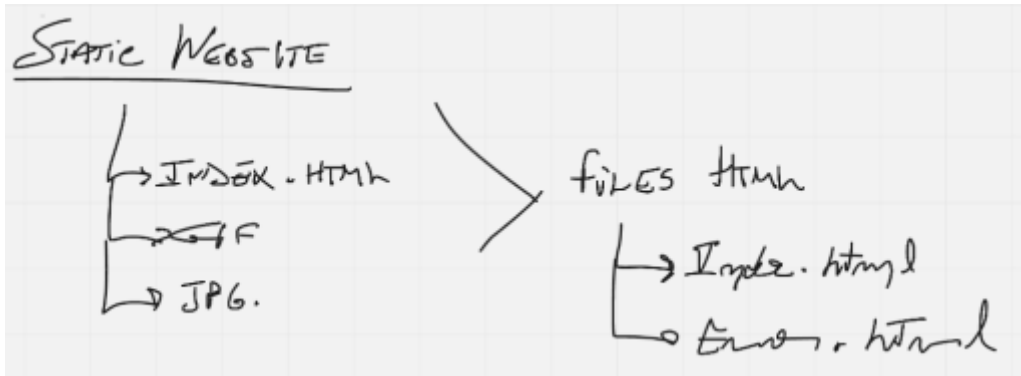 STATIC WEBSITE
INDEX.HTML
JPG.
files HTML
Index.html
Error.html